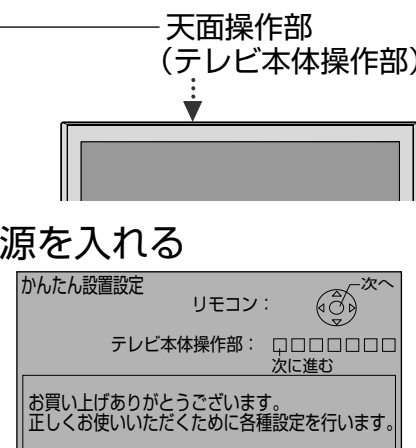 天面操作部
（テレビ本体操作部）
源を入れる
かんたん設置設定
次へ
リモコン：
テレビ本体操作部：
次に進む
お買い上げありがとうございます。
正しくお使いいただくために各種設定を行います。